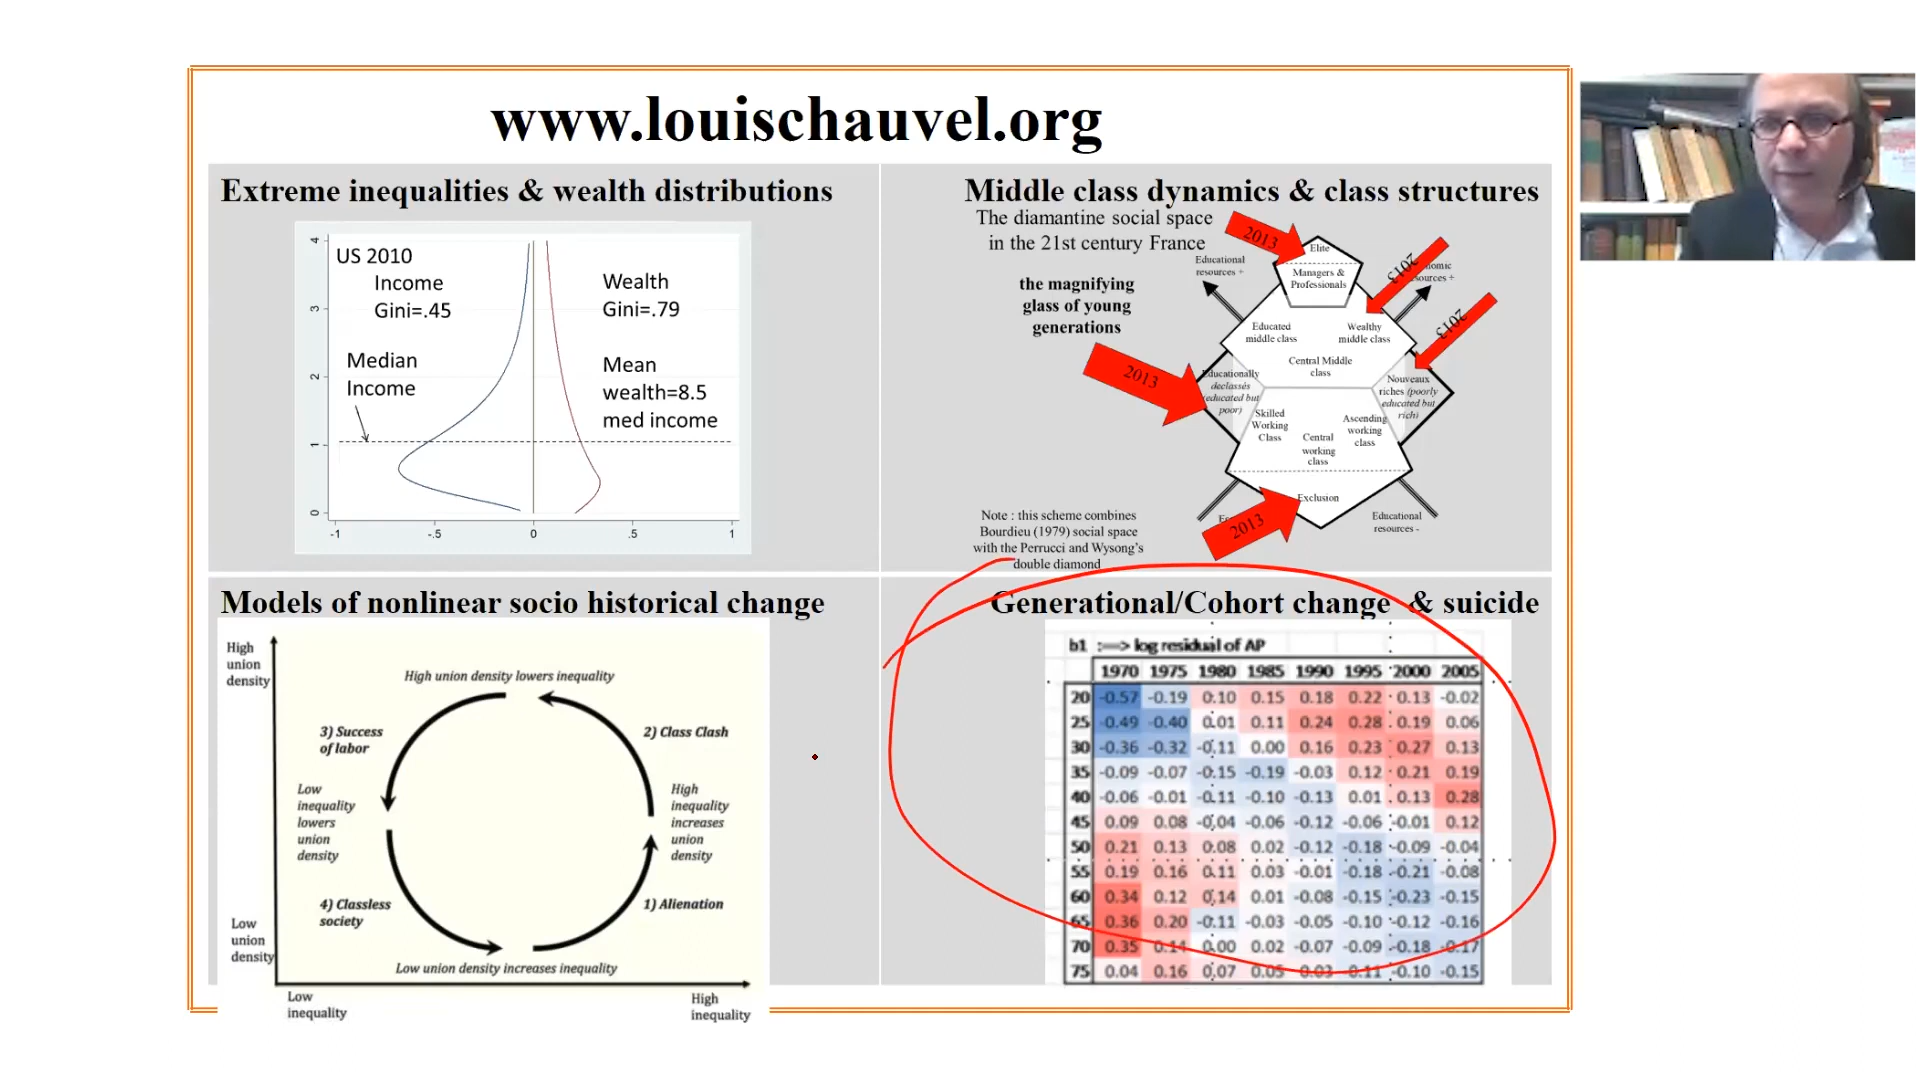 www.louischauvel.org
Extreme inequalities & wealth distributions
US 2010
Income
Gini=.45
Wealth
Gini=.79
Median
Income
Mean
wealth=8.5
med income
4
3
2
1
0
-1
-.5
0
.5
1
Middle class dynamics & class structures
The diamantine social space
in the 21st century France
the magnifying
glass of young
generations
2013
2013
2013
2013
2013
Educational
resources +
Elite
Managers &
Professionals
Educated
middle class
Wealthy
middle class
Central Middle
class
Educationally
declassés
(educated but
poor)
Nouveaux
riches (poorly
educated but
rich)
Skilled
Working
Class
Ascending
working
class
Central
working
class
Exclusion
Educational
resources -
Note : this scheme combines
Bourdieu (1979) social space
with the Perrucci and Wysong's
double diamond
Models of nonlinear socio historical change
High
union
density
High union density lowers inequality
3) Success
of labor
2) Class Clash
Low
inequality
lowers
union
density
High
inequality
increases
union
density
4) Classless
society
1) Alienation
Low
union
density
Low union density increases inequality
Low
inequality
High
inequality
Generational/Cohort change & suicide
b1 :==> log residual of AP
1970 1975 1980 1985 1990 1995 2000 2005
20 -0.57 -0.19 0.10 0.15 0.18 0.22 0.13 -0.02
25 -0.49 -0.40 0.01 0.11 0.24 0.28 0.19 0.06
30 -0.36 -0.32 -0.11 0.00 0.16 0.23 0.27 0.13
35 -0.09 -0.07 -0.15 -0.19 -0.03 0.12 0.21 0.19
40 -0.06 -0.01 -0.11 -0.10 -0.13 0.01 0.13 0.28
45 0.09 0.08 -0.04 -0.06 -0.12 -0.06 -0.01 0.12
50 0.21 0.13 0.08 0.02 -0.12 -0.18 -0.09 -0.04
55 0.19 0.16 0.11 0.03 -0.01 -0.18 -0.21 -0.08
60 0.34 0.12 0.14 0.01 -0.08 -0.15 -0.23 -0.15
65 0.36 0.20 -0.11 -0.03 -0.05 -0.10 -0.12 -0.16
70 0.35 0.14 0.00 0.02 -0.07 -0.09 -0.18 -0.17
75 0.04 0.16 0.07 0.05 0.03 -0.11 -0.10 -0.15